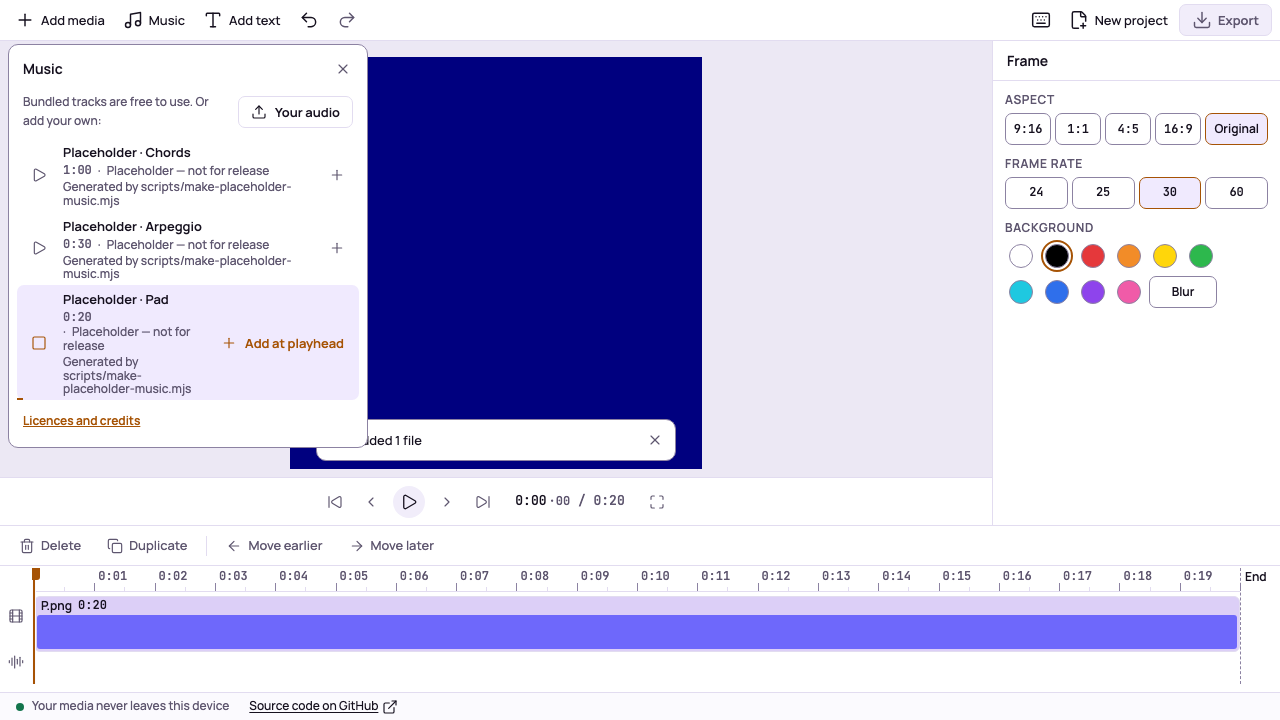 Add media
Music
Add text
New project
Export
Music
Bundled tracks are free to use. Or
add your own:
Your audio
Placeholder · Chords
1:00 · Placeholder — not for release
Generated by scripts/make-placeholder-
music.mjs
Placeholder · Arpeggio
0:30 · Placeholder — not for release
Generated by scripts/make-placeholder-
music.mjs
Placeholder · Pad
0:20
· Placeholder — not for
release
Generated by
scripts/make-
placeholder-music.mjs
Add at playhead
Licences and credits
dded 1 file
0:00·00 / 0:20
Frame
ASPECT
9:16
1:1
4:5
16:9
Original
FRAME RATE
24
25
30
60
BACKGROUND
Blur
Delete
Duplicate
Move earlier
Move later
0:01 0:02 0:03 0:04 0:05 0:06 0:07 0:08 0:09 0:10 0:11 0:12 0:13 0:14 0:15 0:16 0:17 0:18 0:19 End
P.png 0:20
Your media never leaves this device
Source code on GitHub